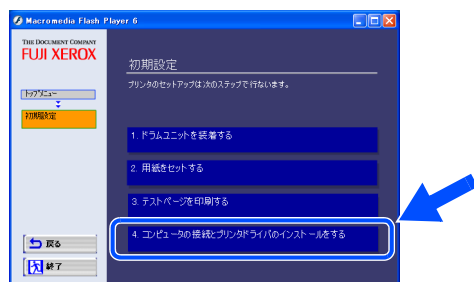 Macromedia Flash Player 6
THE DOCUMENT COMPANY
FUJI XEROX
トップメニュー
初期設定
初期設定
プリンタのセットアップは次のステップで行ないます。
1. ドラムユニットを装着する
2. 用紙をセットする
3. テストページを印刷する
4. コンピュータの接続とプリンタドライバのインストールをする
戻る
終了